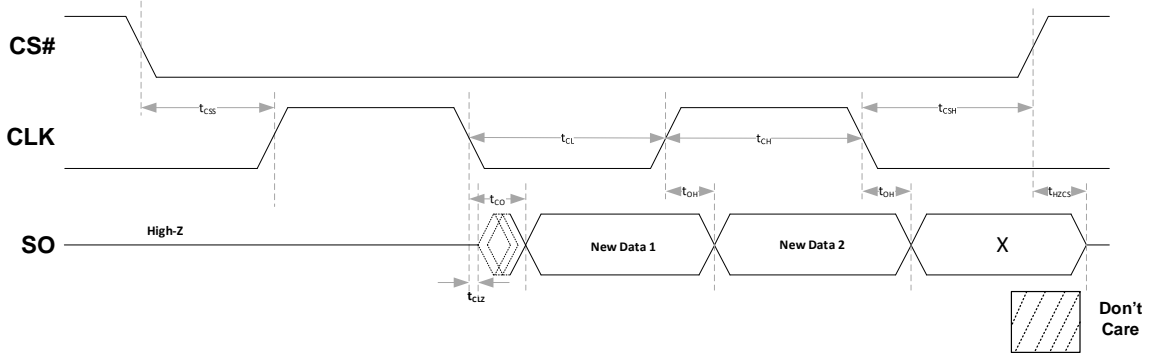 CS#
tCSS
tCSH
CLK
tCL
tCH
tCO
tOH
tOH
tHZCS
SO
High-Z
New Data 1
New Data 2
X
tCLZ
Don't
Care